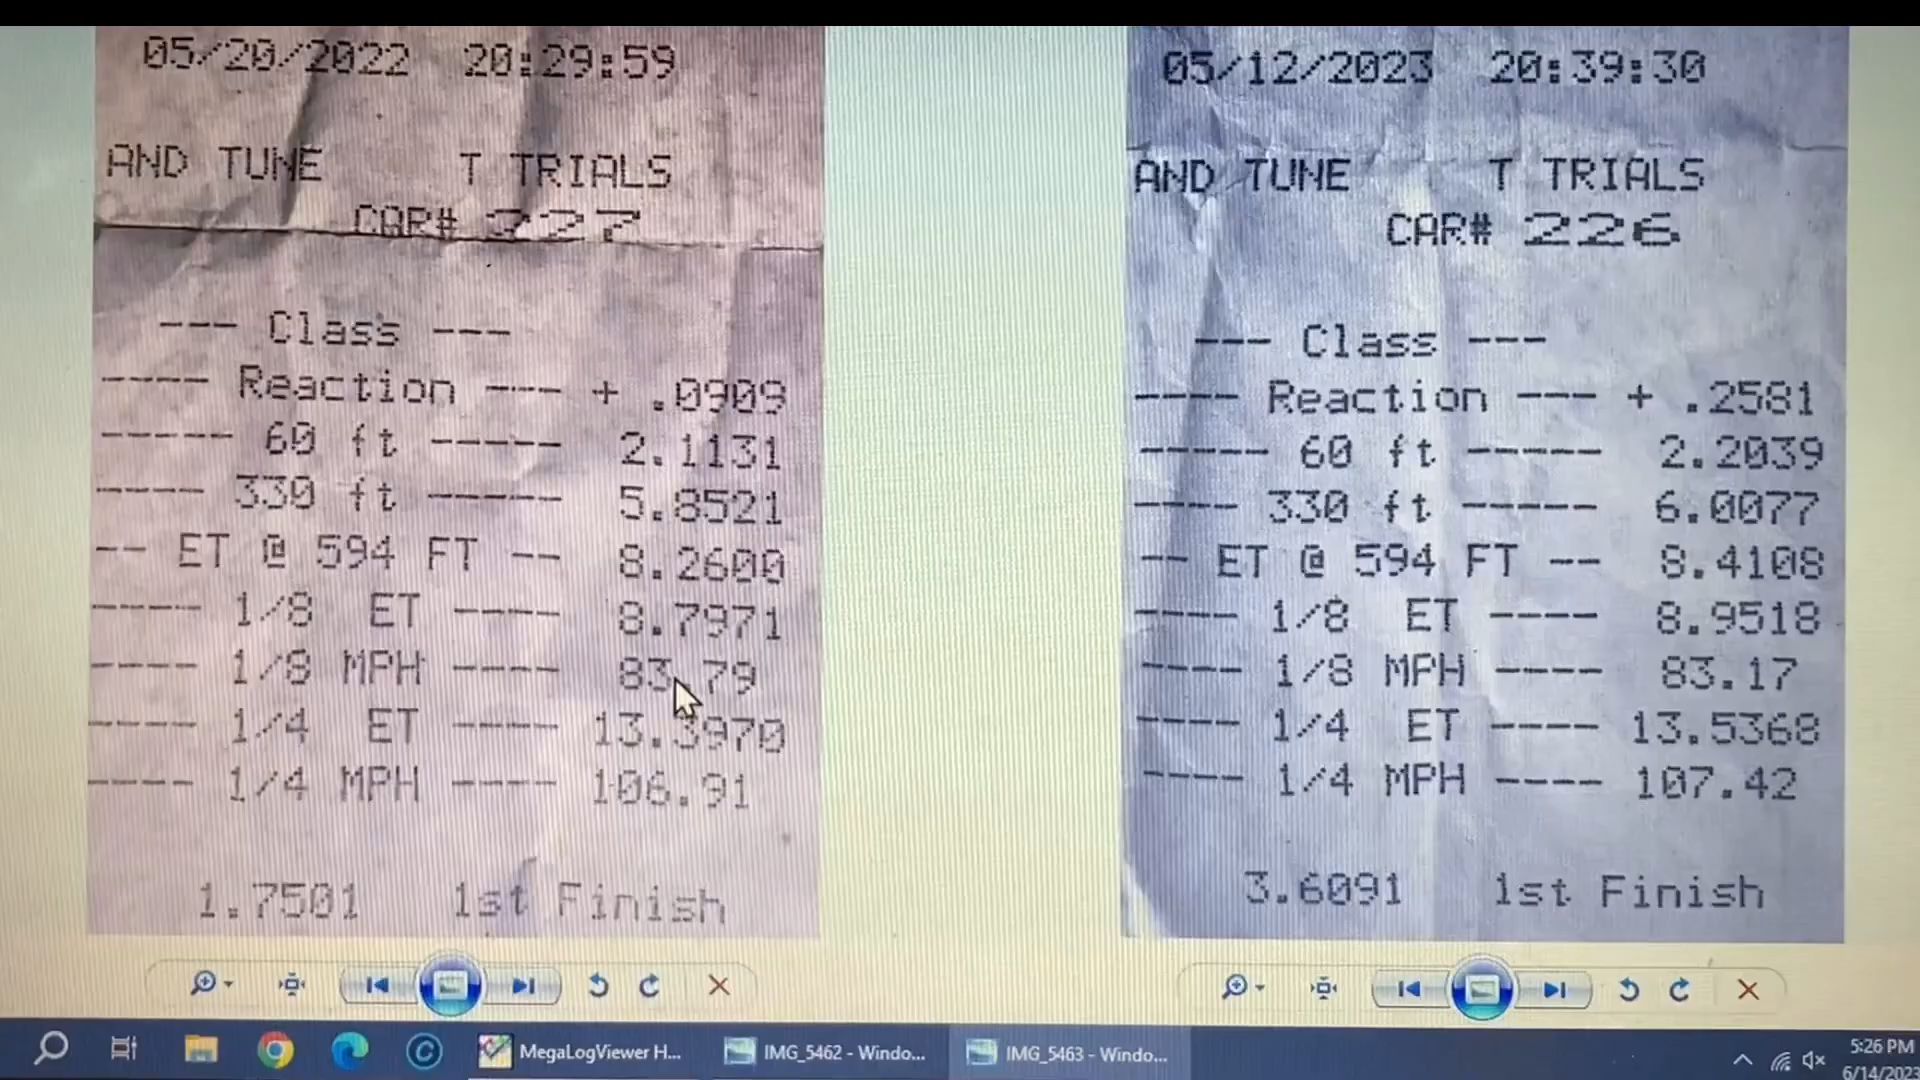 05/20/2022 20:29:59
AND TUNE T TRIALS
CAR# 227
--- Class ---
---- Reaction --- + .0909
----- 60 ft ----- 2.1131
---- 330 ft ----- 5.8521
-- ET @ 594 FT -- 8.2600
---- 1/8 ET ---- 8.7971
---- 1/8 MPH ---- 83.79
---- 1/4 ET ---- 13.3970
---- 1/4 MPH ---- 106.91
1.7501 1st Finish
05/12/2023 20:39:30
AND TUNE T TRIALS
CAR# 226
--- Class ---
---- Reaction --- + .2581
----- 60 ft ----- 2.2039
---- 330 ft ----- 6.0077
-- ET @ 594 FT -- 8.4108
---- 1/8 ET ---- 8.9518
---- 1/8 MPH ---- 83.17
---- 1/4 ET ---- 13.5368
---- 1/4 MPH ---- 107.42
3.6091 1st Finish
MegaLogViewer H...
IMG_5462 - Windo...
IMG_5463 - Windo...
5:26 PM
6/14/2023